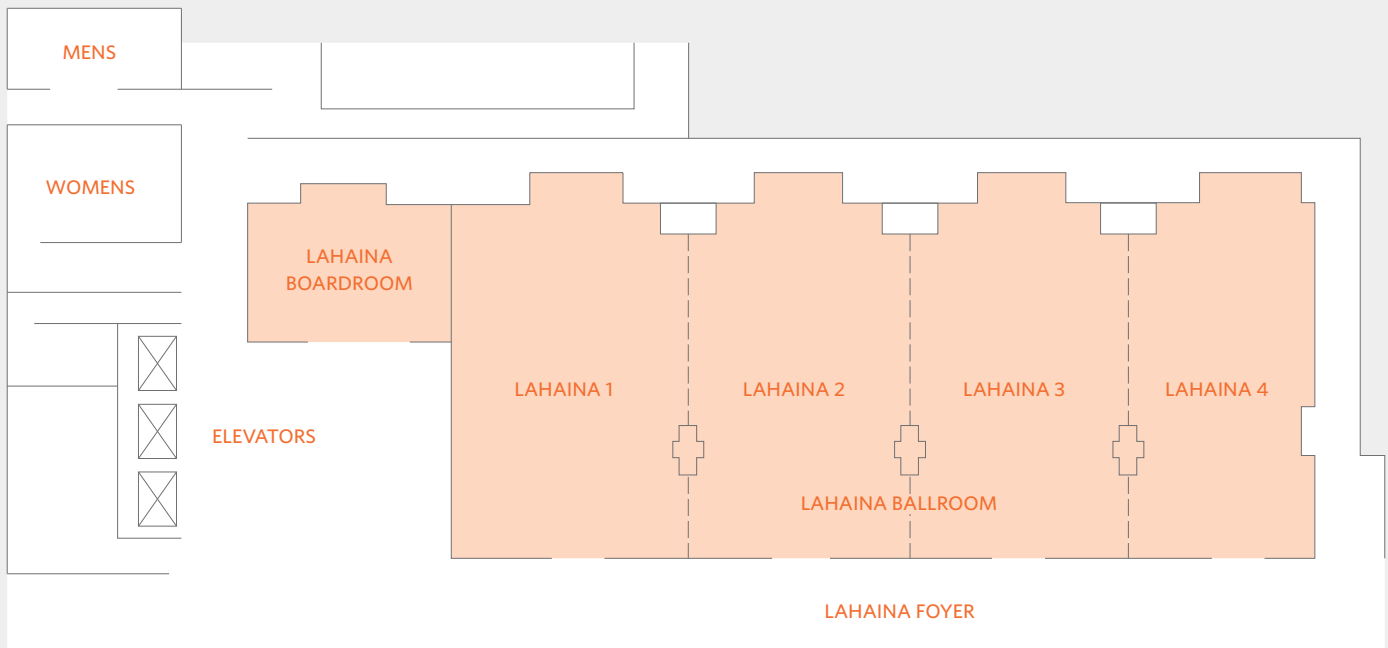 MENS
WOMENS
LAHAINA
BOARDROOM
LAHAINA 1
LAHAINA 2
LAHAINA 3
LAHAINA 4
ELEVATORS
LAHAINA BALLROOM
LAHAINA FOYER